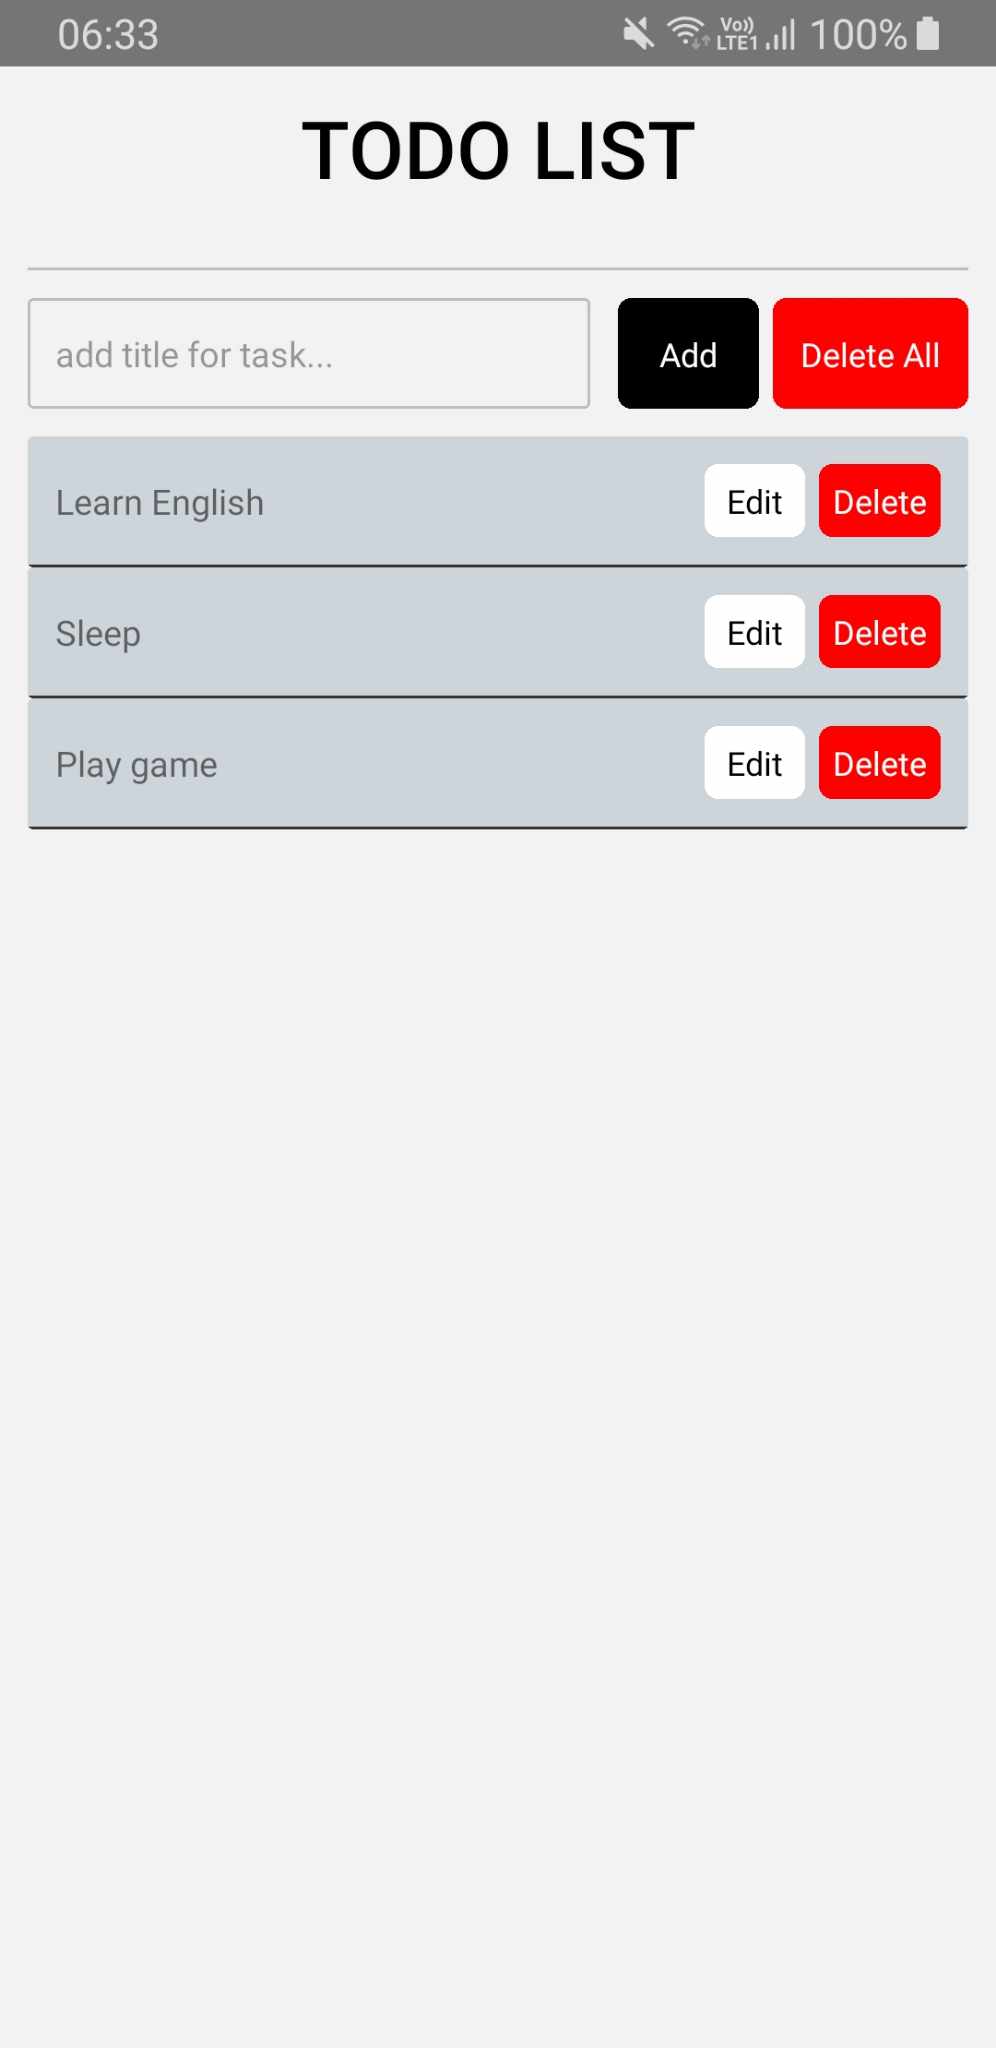 06:33 Vo)) LTE1 100%
TODO LIST
add title for task... Add Delete All
Learn English Edit Delete
Sleep Edit Delete
Play game Edit Delete